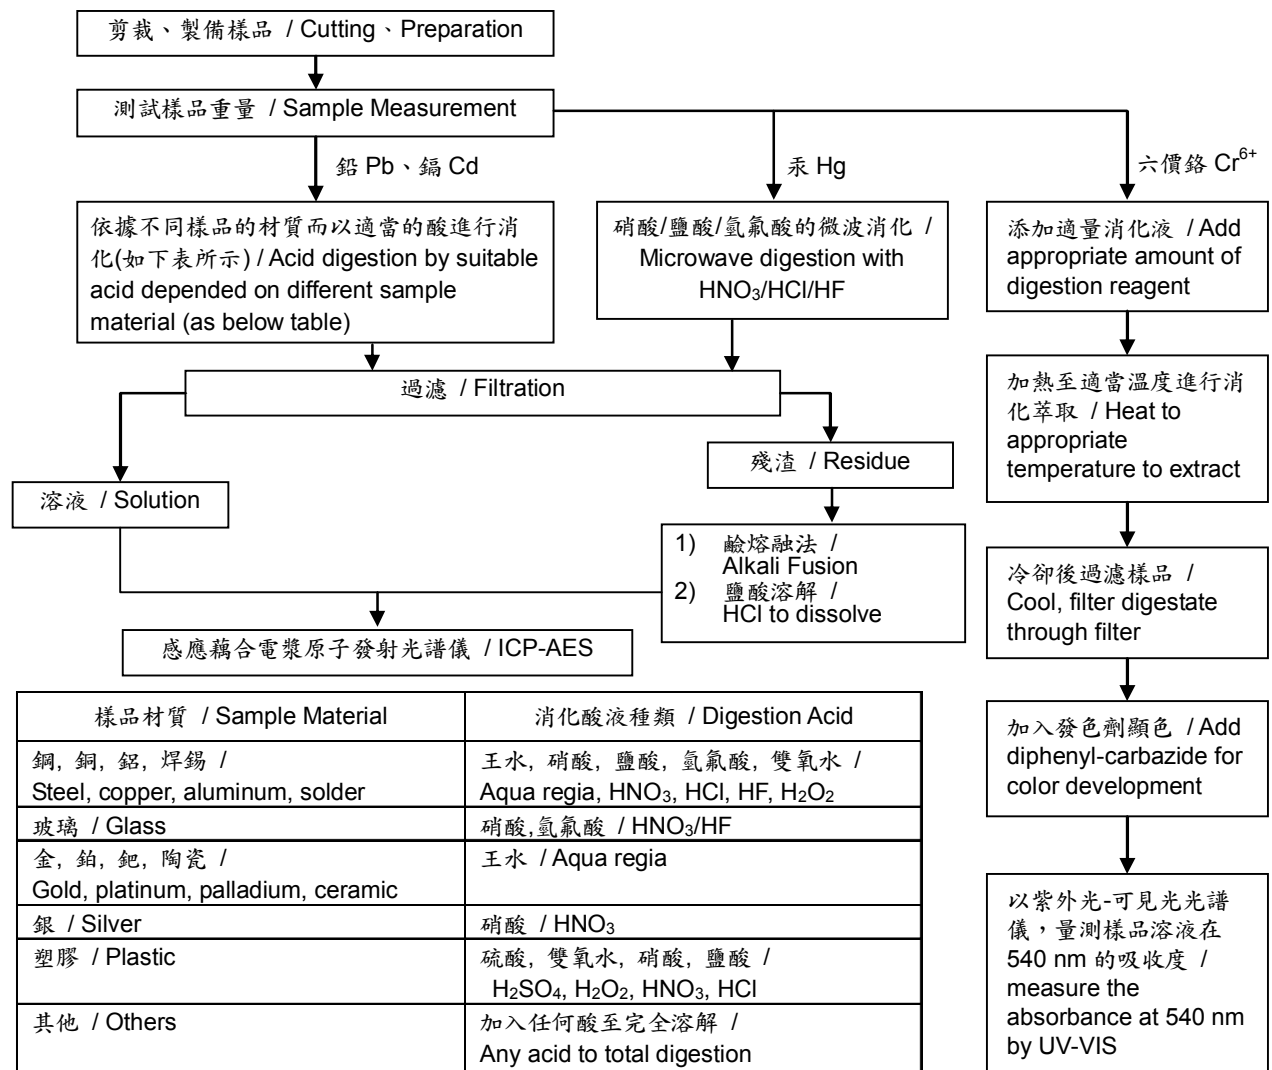 剪裁、製備樣品 / Cutting、Preparation
測試樣品重量 / Sample Measurement
鉛 Pb、鎘 Cd
汞 Hg
六價鉻 Cr⁶⁺
依據不同樣品的材質而以適當的酸進行消
化(如下表所示) / Acid digestion by suitable
acid depended on different sample
material (as below table)
硝酸/鹽酸/氫氟酸的微波消化 /
Microwave digestion with
HNO₃/HCl/HF
添加適量消化液 / Add
appropriate amount of
digestion reagent
過濾 / Filtration
加熱至適當溫度進行消
化萃取 / Heat to
appropriate
temperature to extract
溶液 / Solution
殘渣 / Residue
1) 鹼熔融法 /
Alkali Fusion
2) 鹽酸溶解 /
HCl to dissolve
冷卻後過濾樣品 /
Cool, filter digestate
through filter
感應藕合電漿原子發射光譜儀 / ICP-AES
加入發色劑顯色 / Add
diphenyl-carbazide for
color development
以紫外光-可見光光譜
儀，量測樣品溶液在
540 nm 的吸收度 /
measure the
absorbance at 540 nm
by UV-VIS
樣品材質 / Sample Material
消化酸液種類 / Digestion Acid
鋼, 銅, 鋁, 焊錫 /
Steel, copper, aluminum, solder
王水, 硝酸, 鹽酸, 氫氟酸, 雙氧水 /
Aqua regia, HNO₃, HCl, HF, H₂O₂
玻璃 / Glass
硝酸,氫氟酸 / HNO₃/HF
金, 鉑, 鈀, 陶瓷 /
Gold, platinum, palladium, ceramic
王水 / Aqua regia
銀 / Silver
硝酸 / HNO₃
塑膠 / Plastic
硫酸, 雙氧水, 硝酸, 鹽酸 /
H₂SO₄, H₂O₂, HNO₃, HCl
其他 / Others
加入任何酸至完全溶解 /
Any acid to total digestion